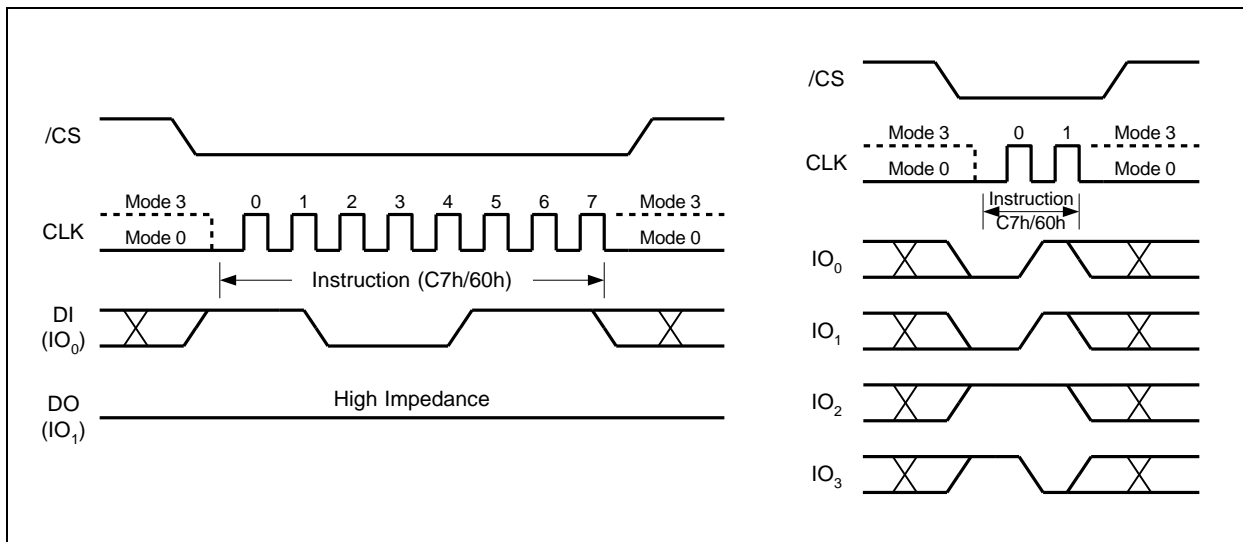 /CS
Mode 3
0 1 2 3 4 5 6 7
Mode 3
CLK
Mode 0
Mode 0
Instruction (C7h/60h)
DI
(IO0)
High Impedance
DO
(IO1)
/CS
Mode 3
0 1
Mode 3
CLK
Mode 0
Mode 0
Instruction
C7h/60h
IO0
IO1
IO2
IO3